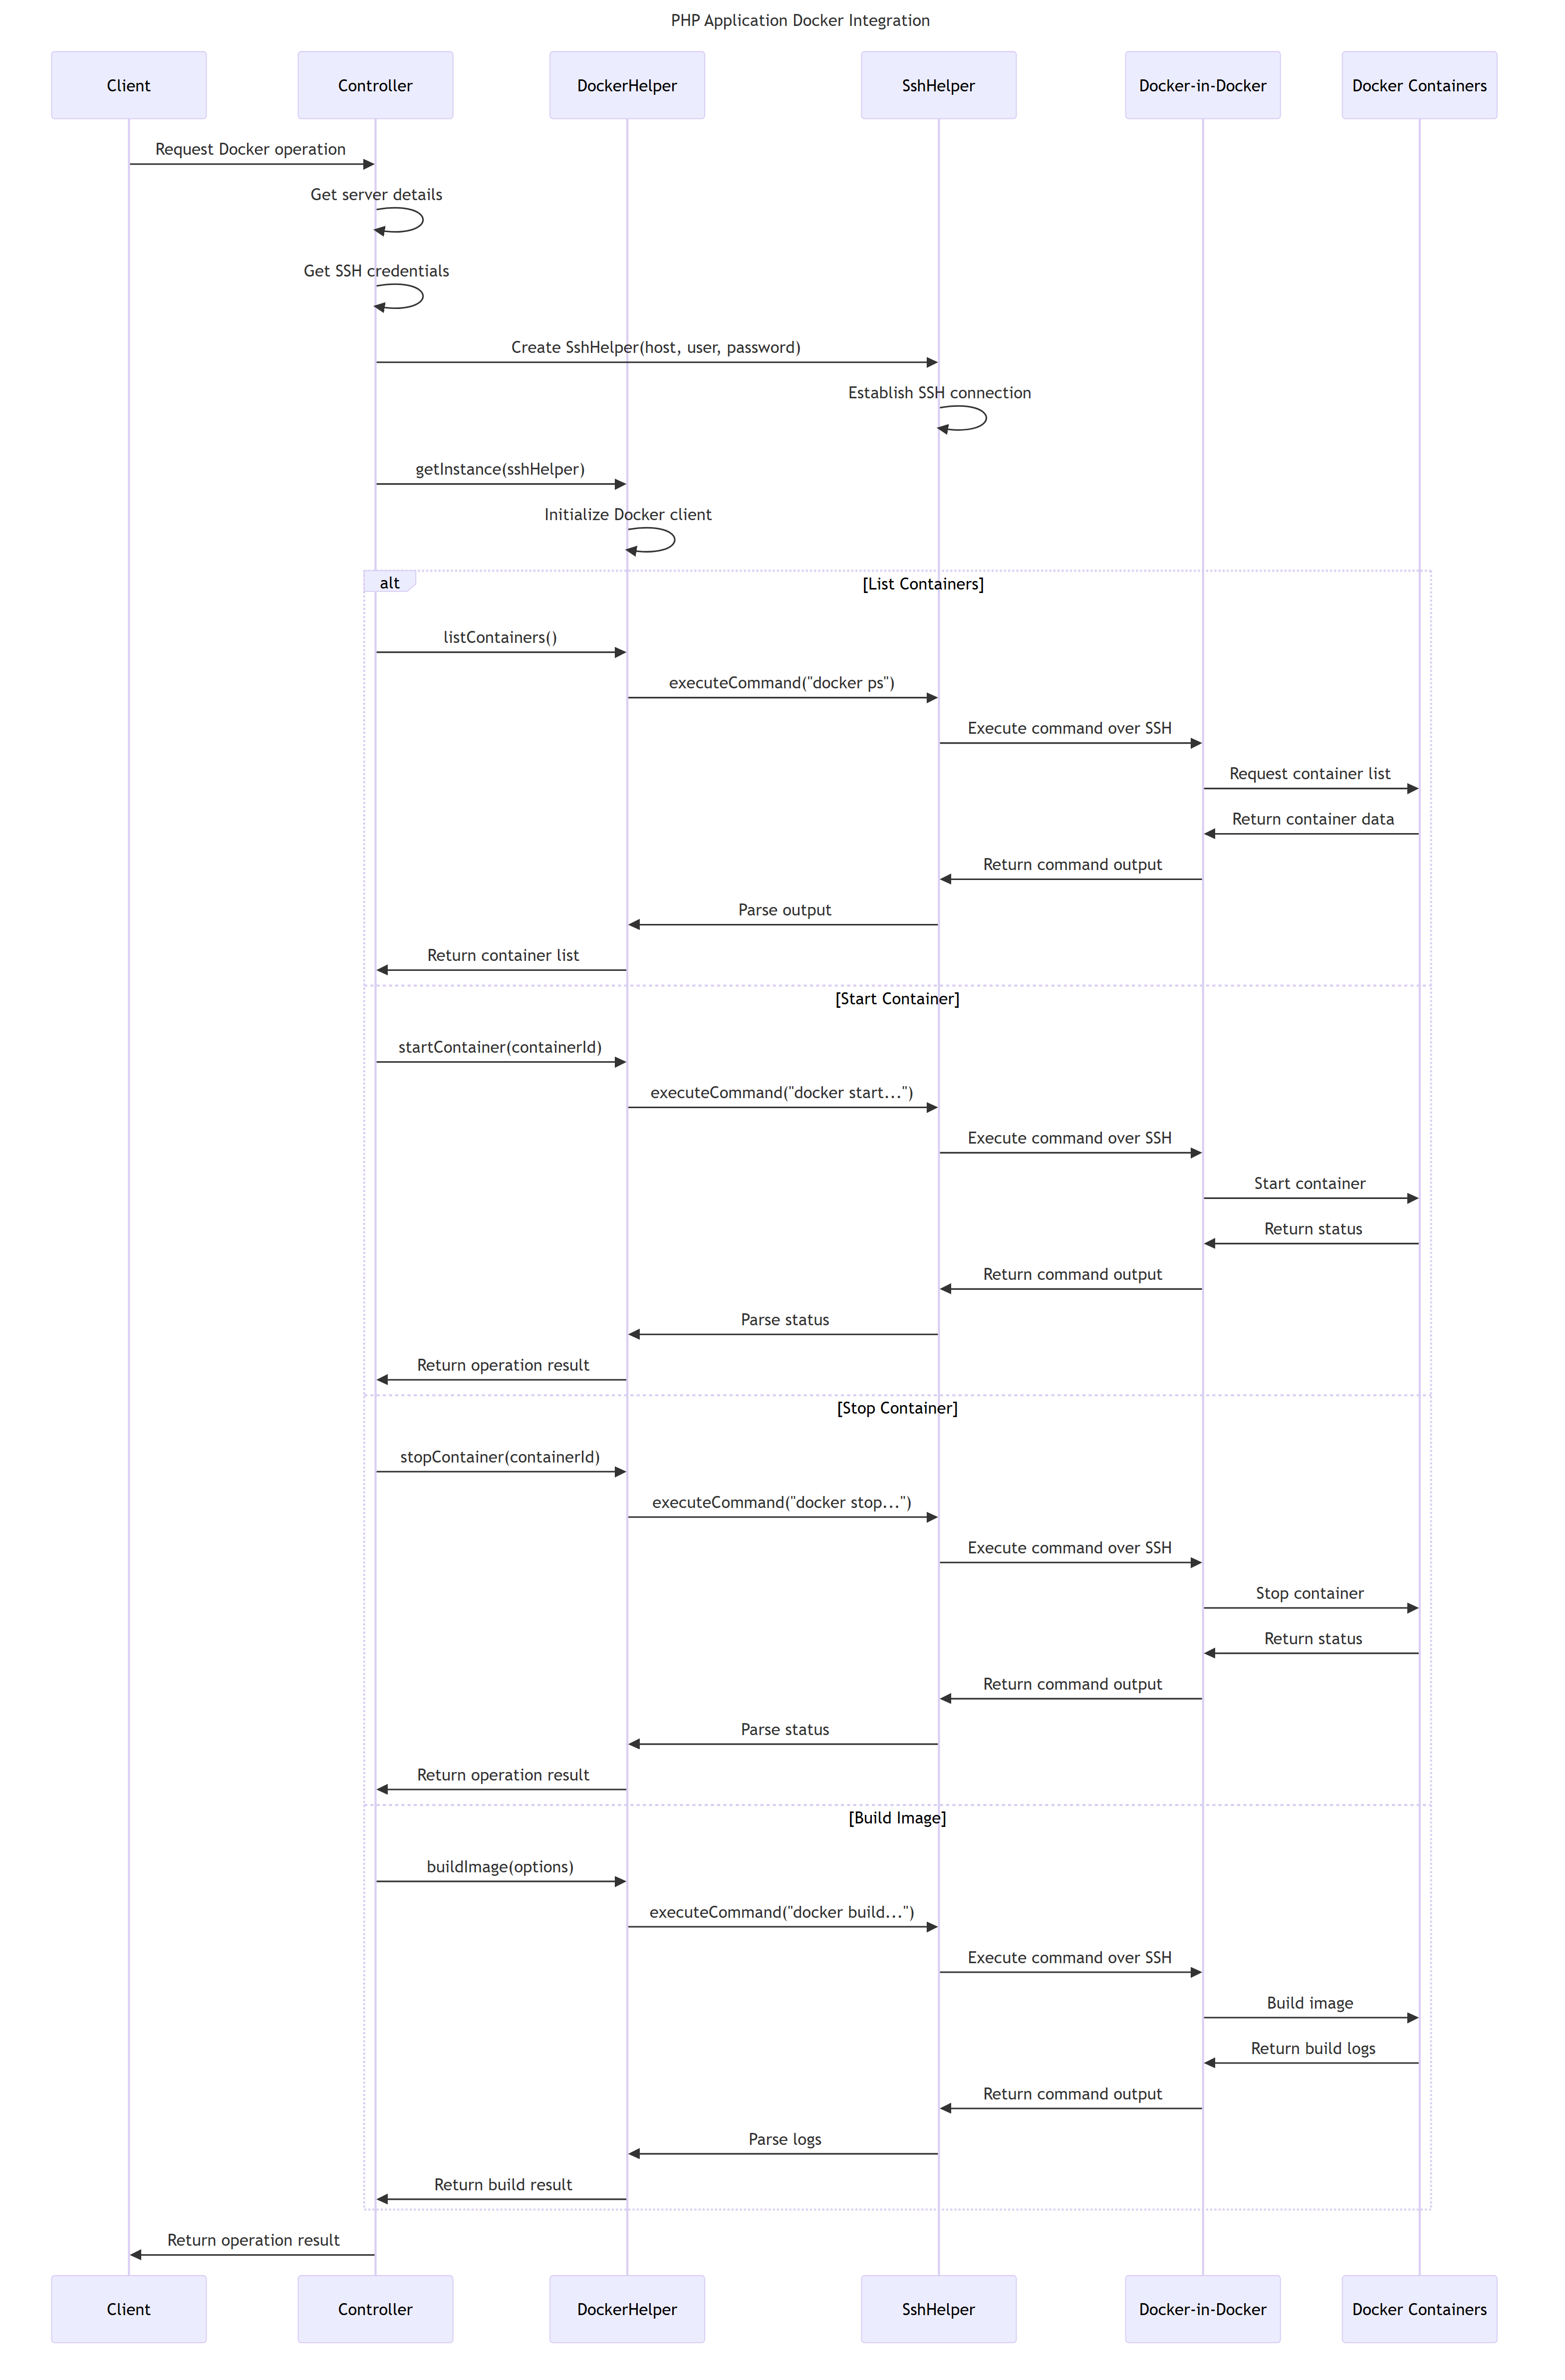 PHP Application Docker Integration
Client
Controller
DockerHelper
SshHelper
Docker-in-Docker
Docker Containers
Request Docker operation
Get server details
Get SSH credentials
Create SshHelper(host, user, password)
Establish SSH connection
getInstance(sshHelper)
Initialize Docker client
alt
[List Containers]
listContainers()
executeCommand("docker ps")
Execute command over SSH
Request container list
Return container data
Return command output
Parse output
Return container list
[Start Container]
startContainer(containerId)
executeCommand("docker start...")
Execute command over SSH
Start container
Return status
Return command output
Parse status
Return operation result
[Stop Container]
stopContainer(containerId)
executeCommand("docker stop...")
Execute command over SSH
Stop container
Return status
Return command output
Parse status
Return operation result
[Build Image]
buildImage(options)
executeCommand("docker build...")
Execute command over SSH
Build image
Return build logs
Return command output
Parse logs
Return build result
Return operation result
Client
Controller
DockerHelper
SshHelper
Docker-in-Docker
Docker Containers